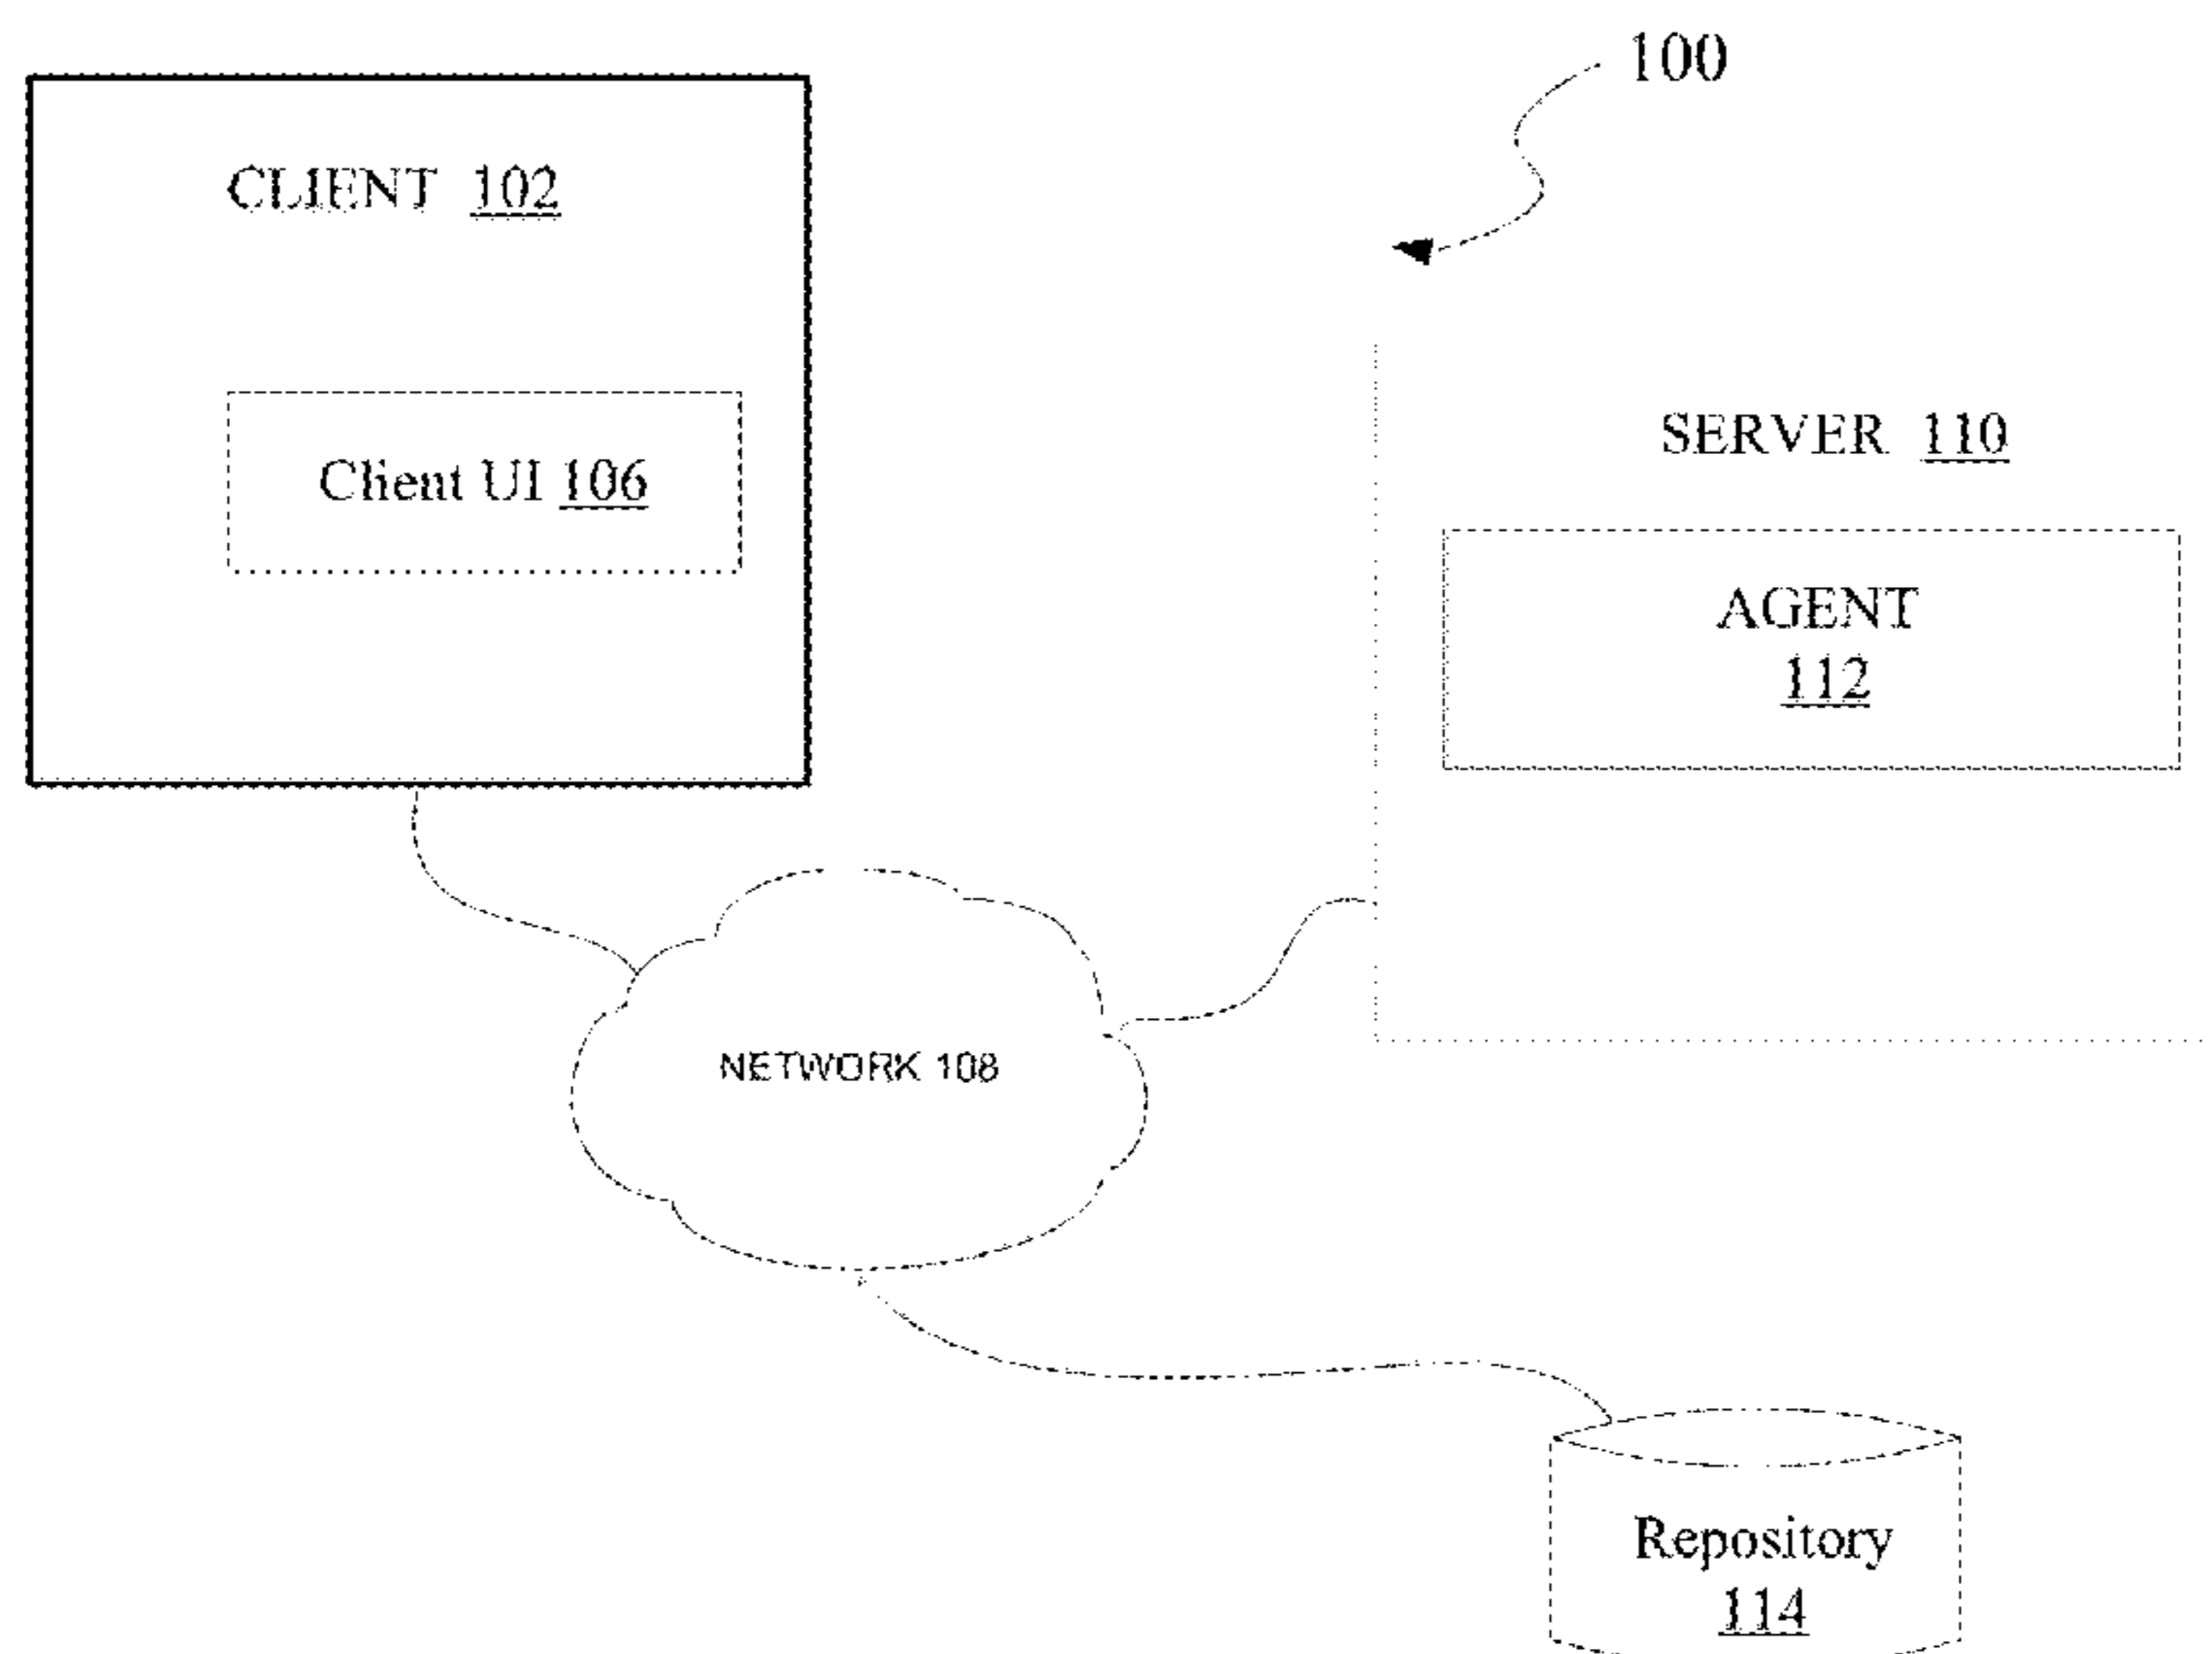 100
CLIENT 102
Client UI 106
SERVER 110
AGENT
112
NETWORK 108
Repository
114